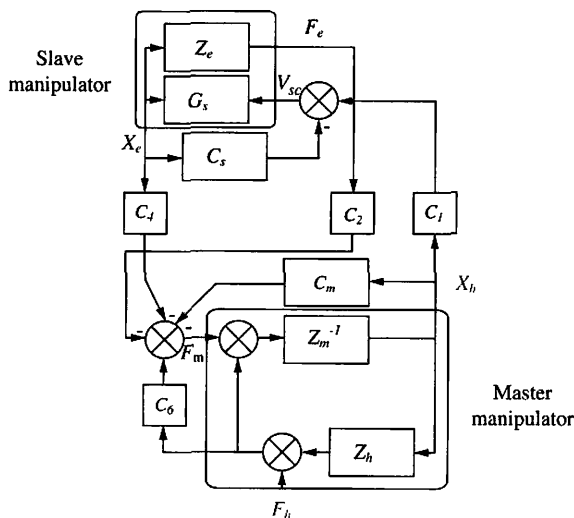 Slave
manipulator
Z_e
F_e
G_s
V_sc
-
X_e
C_s
C_4
C_2
C_1
C_m
X_h
-
-
-
-
F_m
Z_m^-1
C_6
Master
manipulator
Z_h
F_h